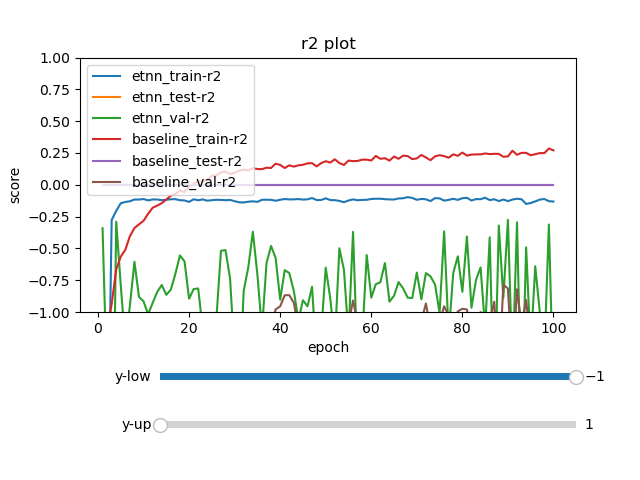 r2 plot
1.00
0.75
0.50
0.25
0.00
−0.25
−0.50
−0.75
−1.00
score
etnn_train-r2
etnn_test-r2
etnn_val-r2
baseline_train-r2
baseline_test-r2
baseline_val-r2
0 20 40 60 80 100
epoch
y-low −1
y-up 1